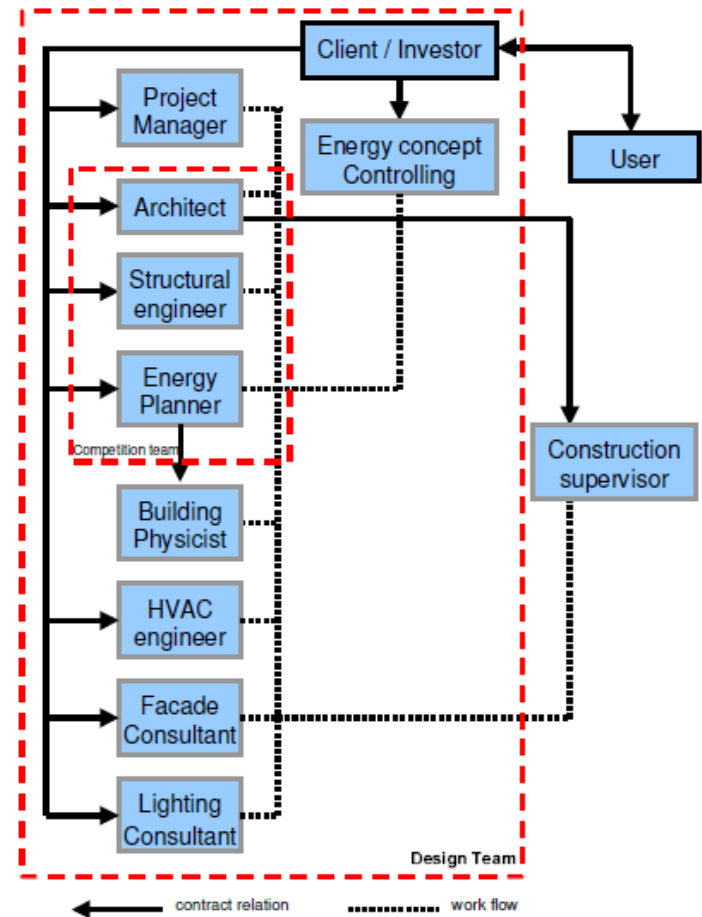 Client / Investor
Project
Manager
Energy concept
Controlling
User
Architect
Structural
engineer
Energy
Planner
Competition team
Construction
supervisor
Building
Physicist
HVAC
engineer
Facade
Consultant
Lighting
Consultant
Design Team
contract relation
work flow